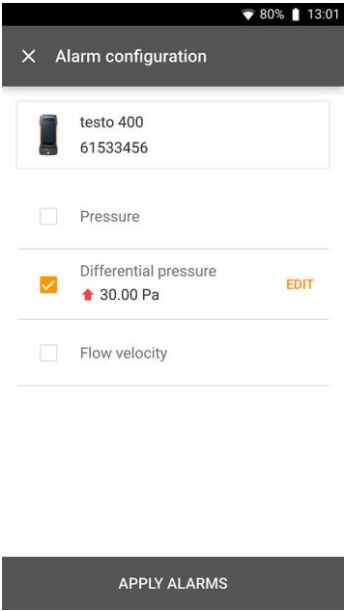 80% 13:01
Alarm configuration
testo 400
61533456
Pressure
Differential pressure
30.00 Pa
EDIT
Flow velocity
APPLY ALARMS